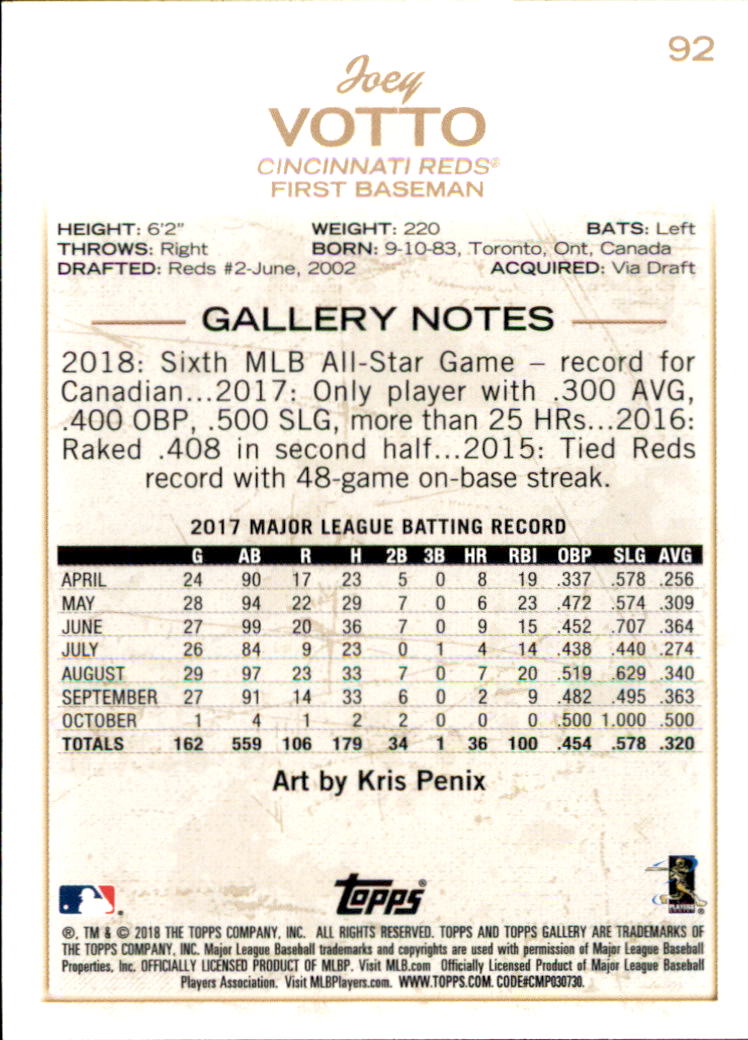 92
Joey
VOTTO
CINCINNATI REDS®
FIRST BASEMAN
HEIGHT: 6'2" WEIGHT: 220 BATS: Left
THROWS: Right BORN: 9-10-83, Toronto, Ont, Canada
DRAFTED: Reds #2-June, 2002 ACQUIRED: Via Draft
GALLERY NOTES
2018: Sixth MLB All-Star Game – record for
Canadian...2017: Only player with .300 AVG,
.400 OBP, .500 SLG, more than 25 HRs...2016:
Raked .408 in second half...2015: Tied Reds
record with 48-game on-base streak.
2017 MAJOR LEAGUE BATTING RECORD
G AB R H 2B 3B HR RBI OBP SLG AVG
APRIL 24 90 17 23 5 0 8 19 .337 .578 .256
MAY 28 94 22 29 7 0 6 23 .472 .574 .309
JUNE 27 99 20 36 7 0 9 15 .452 .707 .364
JULY 26 84 9 23 0 1 4 14 .438 .440 .274
AUGUST 29 97 23 33 7 0 7 20 .519 .629 .340
SEPTEMBER 27 91 14 33 6 0 2 9 .482 .495 .363
OCTOBER 1 4 1 2 2 0 0 0 .500 1.000 .500
TOTALS 162 559 106 179 34 1 36 100 .454 .578 .320
Art by Kris Penix
Topps®
PLAYERS
®, TM & © 2018 THE TOPPS COMPANY, INC. ALL RIGHTS RESERVED. TOPPS AND TOPPS GALLERY ARE TRADEMARKS OF
THE TOPPS COMPANY, INC. Major League Baseball trademarks and copyrights are used with permission of Major League Baseball
Properties, Inc. OFFICIALLY LICENSED PRODUCT OF MLBP. Visit MLB.com Officially Licensed Product of Major League Baseball
Players Association. Visit MLBPlayers.com. WWW.TOPPS.COM. CODE#CMP030730.